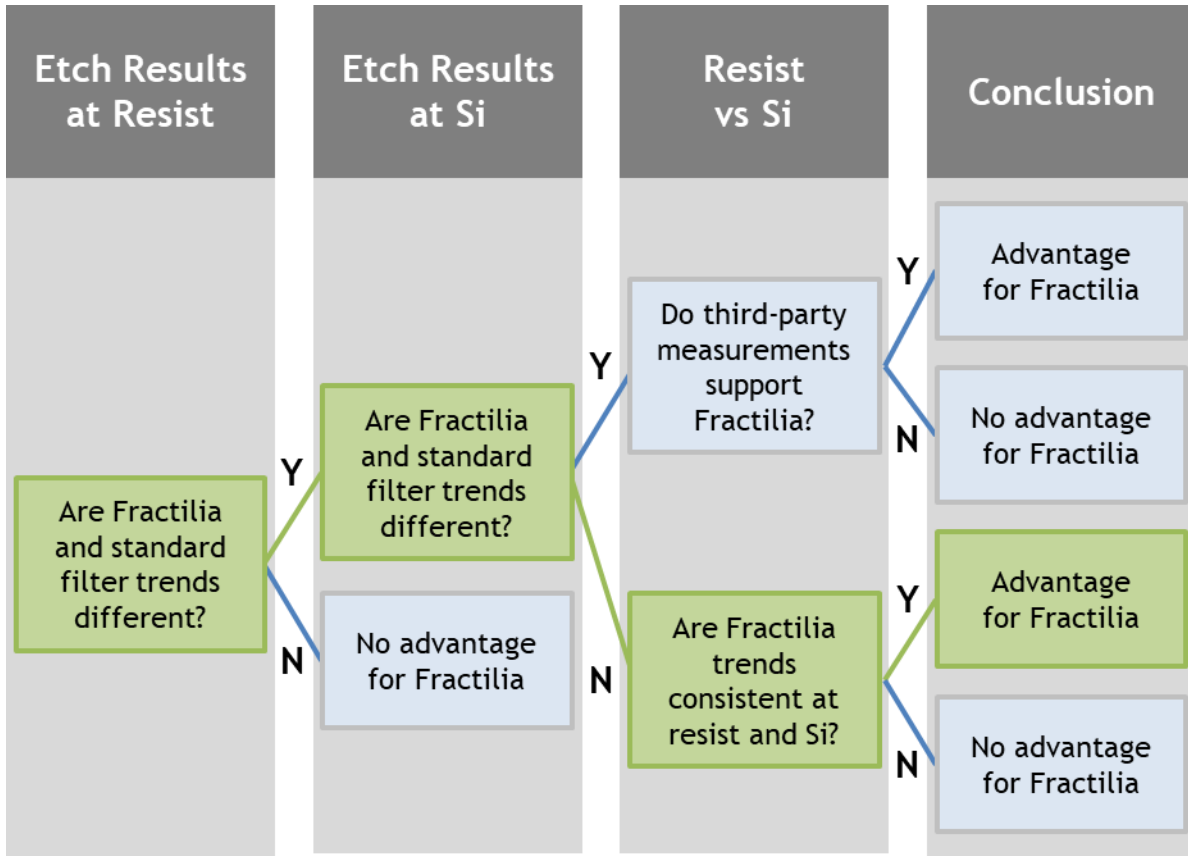 Etch Results
at Resist
Etch Results
at Si
Resist
vs Si
Conclusion
Are Fractilia
and standard
filter trends
different?
Y
N
Are Fractilia
and standard
filter trends
different?
No advantage
for Fractilia
Y
N
Do third-party
measurements
support
Fractilia?
Are Fractilia
trends
consistent at
resist and Si?
Y
N
Y
N
Advantage
for Fractilia
No advantage
for Fractilia
Advantage
for Fractilia
No advantage
for Fractilia